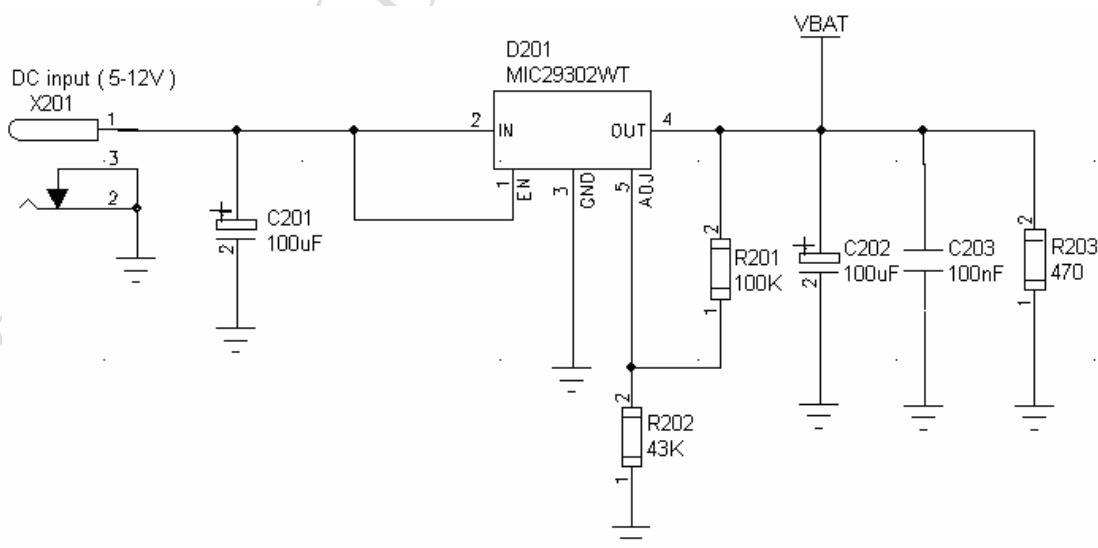 VBAT
D201
MIC29302WT
DC input ( 5-12V )
X201
1
2 IN
OUT 4
3
2
1 EN
3 GND
5 ADJ
C201
100uF
2
2
R201
100K
1
C202
100uF
2
C203
100nF
2
R203
470
1
2
R202
43K
1